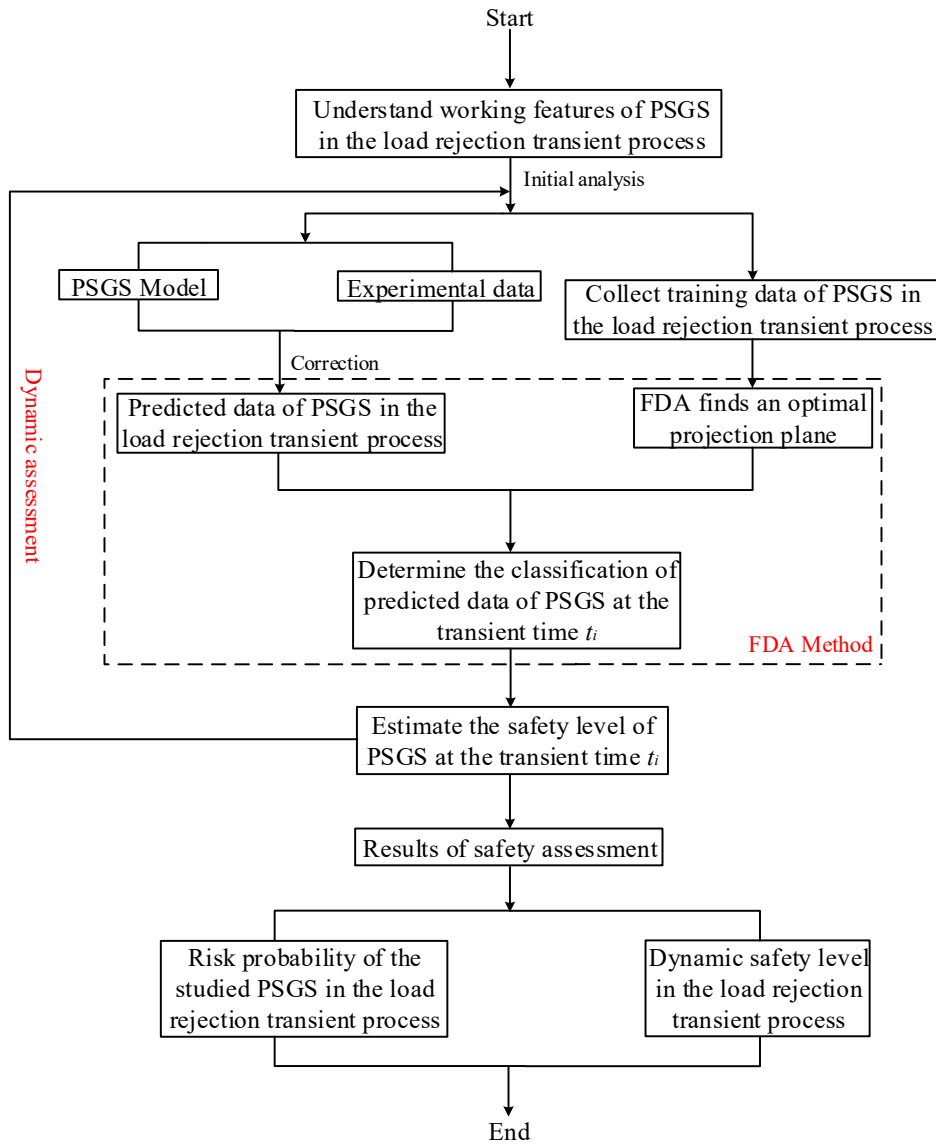 Start
Understand working features of PSGS
in the load rejection transient process
Initial analysis
PSGS Model
Experimental data
Collect training data of PSGS in
the load rejection transient process
Correction
Dynamic assessment
Predicted data of PSGS in the
load rejection transient process
FDA finds an optimal
projection plane
Determine the classification of
predicted data of PSGS at the
transient time ti
FDA Method
Estimate the safety level of
PSGS at the transient time ti
Results of safety assessment
Risk probability of the
studied PSGS in the load
rejection transient process
Dynamic safety level
in the load rejection
transient process
End